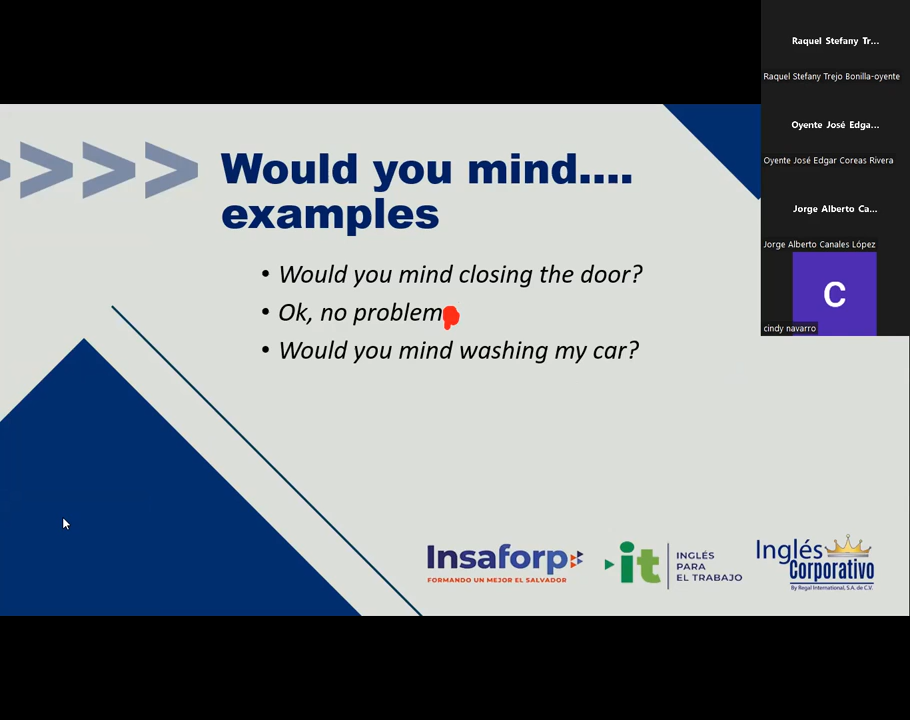 Would you mind....
examples
• Would you mind closing the door?
• Ok, no problem
• Would you mind washing my car?
Insaforp
FORMANDO UN MEJOR EL SALVADOR
it
INGLÉS
PARA
EL TRABAJO
Inglés
Corporativo
By Regal International, S.A. de C.V.
Raquel Stefany Tr...
Raquel Stefany Trejo Bonilla-oyente
Oyente José Edga...
Oyente José Edgar Coreas Rivera
Jorge Alberto Ca...
Jorge Alberto Canales López
C
cindy navarro